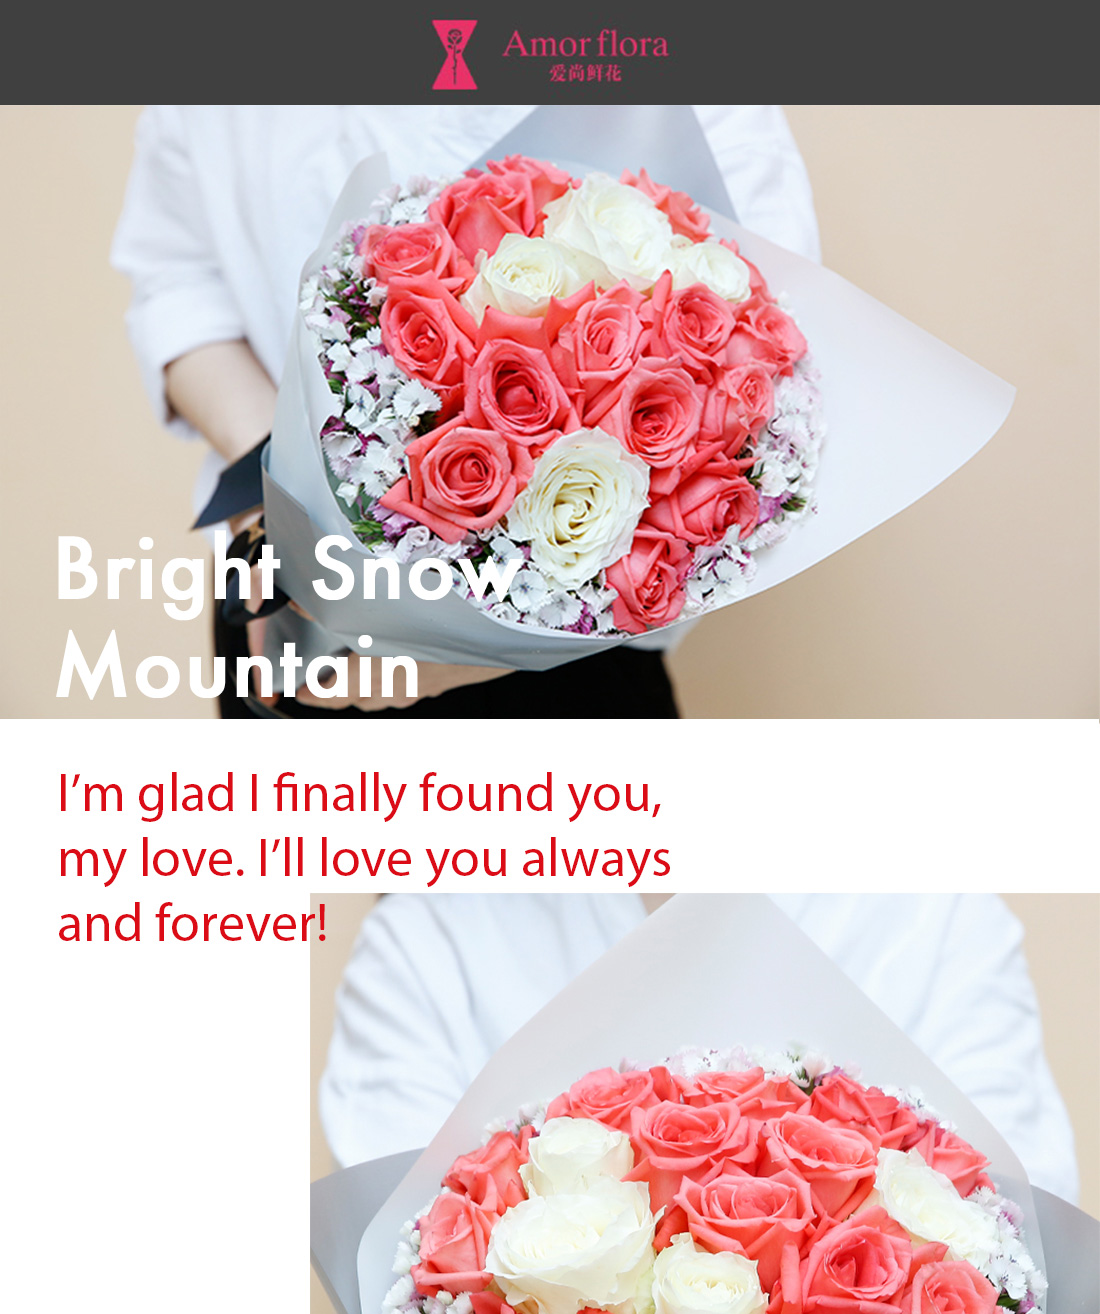 Amor flora
爱尚鲜花
Bright Snow
Mountain
I’m glad I finally found you,
my love. I’ll love you always
and forever!